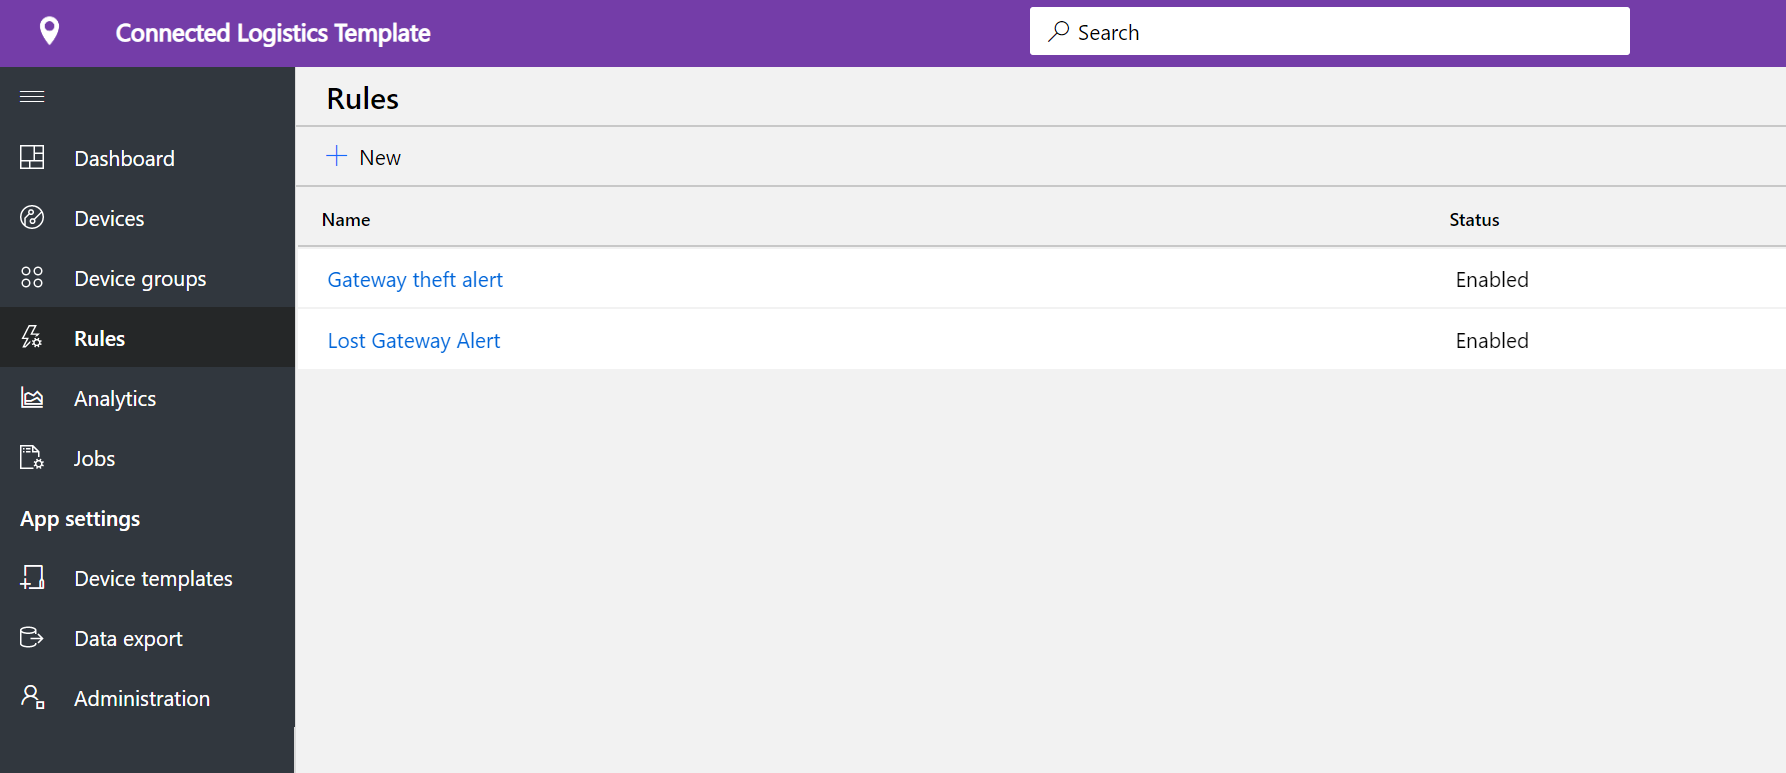 Connected Logistics Template
Search
Dashboard
Devices
Device groups
Rules
Analytics
Jobs
App settings
Device templates
Data export
Administration
Rules
New
Name Status
Gateway theft alert Enabled
Lost Gateway Alert Enabled